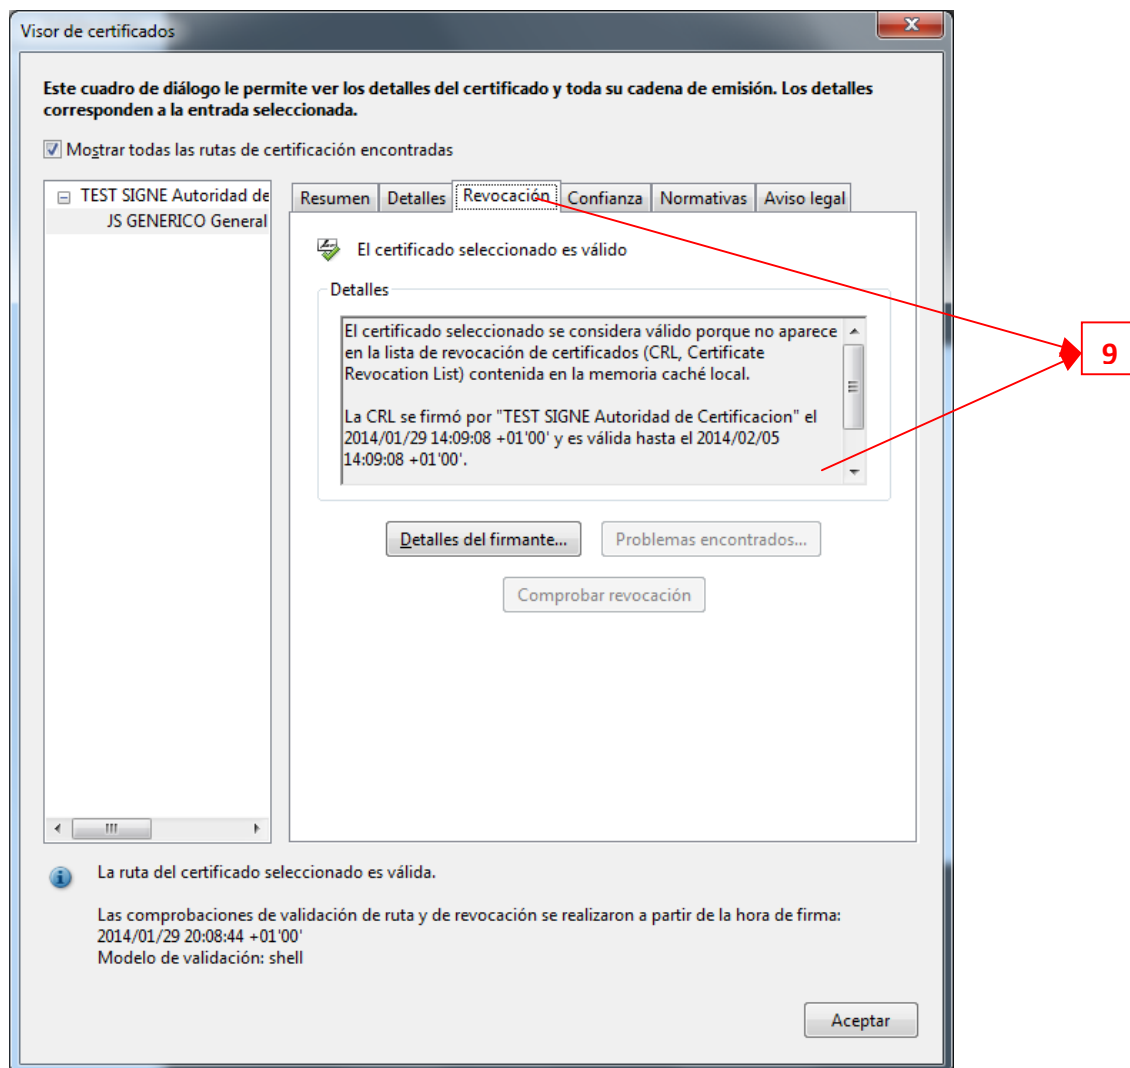 Visor de certificados
Este cuadro de diálogo le permite ver los detalles del certificado y toda su cadena de emisión. Los detalles
corresponden a la entrada seleccionada.
Mostrar todas las rutas de certificación encontradas
TEST SIGNE Autoridad de
JS GENERICO General
Resumen Detalles Revocación Confianza Normativas Aviso legal
El certificado seleccionado es válido
Detalles
El certificado seleccionado se considera válido porque no aparece
en la lista de revocación de certificados (CRL, Certificate
Revocation List) contenida en la memoria caché local.
La CRL se firmó por "TEST SIGNE Autoridad de Certificacion" el
2014/01/29 14:09:08 +01'00' y es válida hasta el 2014/02/05
14:09:08 +01'00'.
9
Detalles del firmante... Problemas encontrados...
Comprobar revocación
La ruta del certificado seleccionado es válida.
Las comprobaciones de validación de ruta y de revocación se realizaron a partir de la hora de firma:
2014/01/29 20:08:44 +01'00'
Modelo de validación: shell
Aceptar